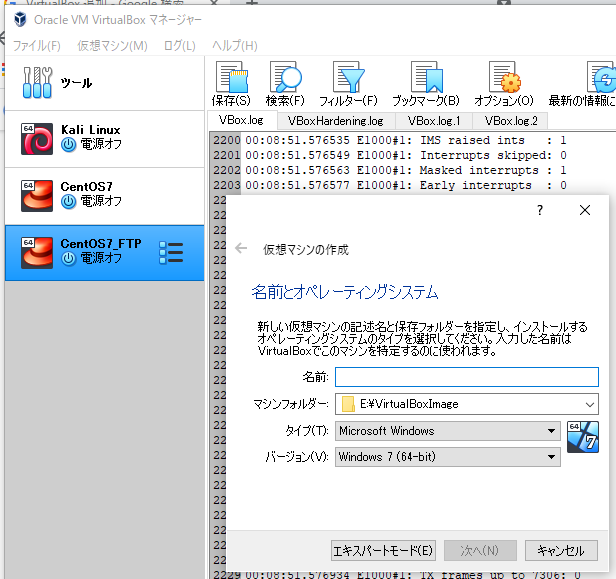 VirtualBox 追加 - Google 検索
Oracle VM VirtualBox マネージャー
ファイル(F) 仮想マシン(M) ログ(L) ヘルプ(H)
ツール
64 Kali_Linux
電源オフ
64 CentOS7
電源オフ
64 CentOS7_FTP
電源オフ
保存(S) 検索(F) フィルター(F) ブックマーク(B) オプション(O) 最新の情報に
VBox.log VBoxHardening.log VBox.log.1 VBox.log.2
2200 00:08:51.576535 E1000#1: IMS raised ints : 1
2201 00:08:51.576549 E1000#1: Interrupts skipped: 0
2202 00:08:51.576563 E1000#1: Masked interrupts : 1
2203 00:08:51.576577 E1000#1: Early interrupts : 0
? ×
← 仮想マシンの作成
名前とオペレーティングシステム
新しい仮想マシンの記述名と保存フォルダーを指定し、インストールする
オペレーティングシステムのタイプを選択してください。入力した名前は
VirtualBoxでこのマシンを特定するのに使われます。
名前:
マシンフォルダー: E:¥VirtualBoxImage
タイプ(T): Microsoft Windows
64 7
バージョン(V): Windows 7 (64-bit)
エキスパートモード(E) 次へ(N) キャンセル
2229 00:08:51.576934 E1000#1: TX frames up to 7306: 0